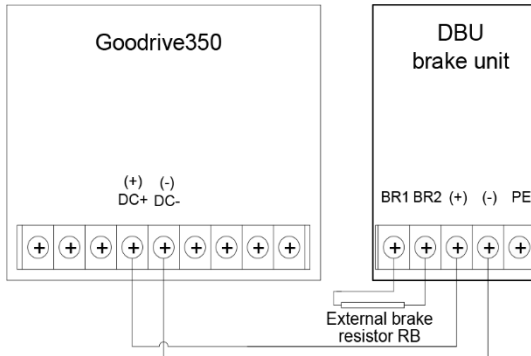 Goodrive350
(+) (-)
DC+ DC-
DBU
brake unit
BR1 BR2 (+) (-) PE
External brake
resistor RB